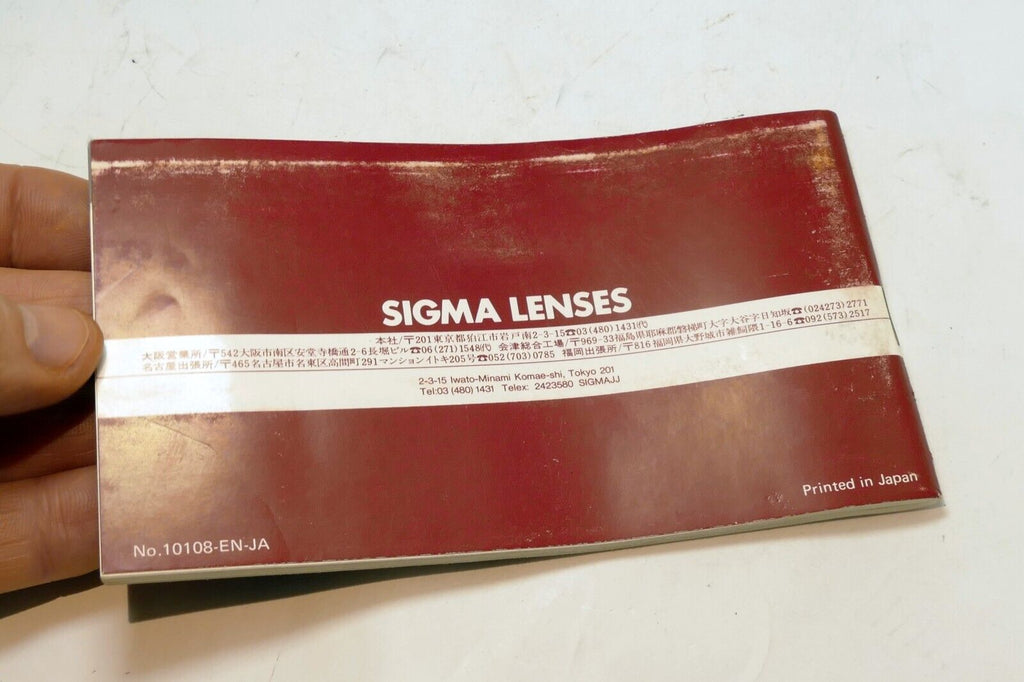 SIGMA LENSES
本社/〒201東京都狛江市岩戸南2-3-15☎03(480)1431代
大阪営業所/〒542大阪市南区安堂寺橋通2-6長堀ビル☎06(271)1548代 会津総合工場/〒969-33福島県耶麻郡磐梯町大字大谷字日知坂☎(024273)2771
名古屋出張所/〒465名古屋市名東区高間町291マンションイトキ205号☎052(703)0785 福岡出張所/〒816福岡県大野城市雑餉隈1-16-6☎092(573)2517
2-3-15 Iwato-Minami Komae-shi, Tokyo 201
Tel:03 (480) 1431 Telex: 2423580 SIGMAJJ
Printed in Japan
No.10108-EN-JA